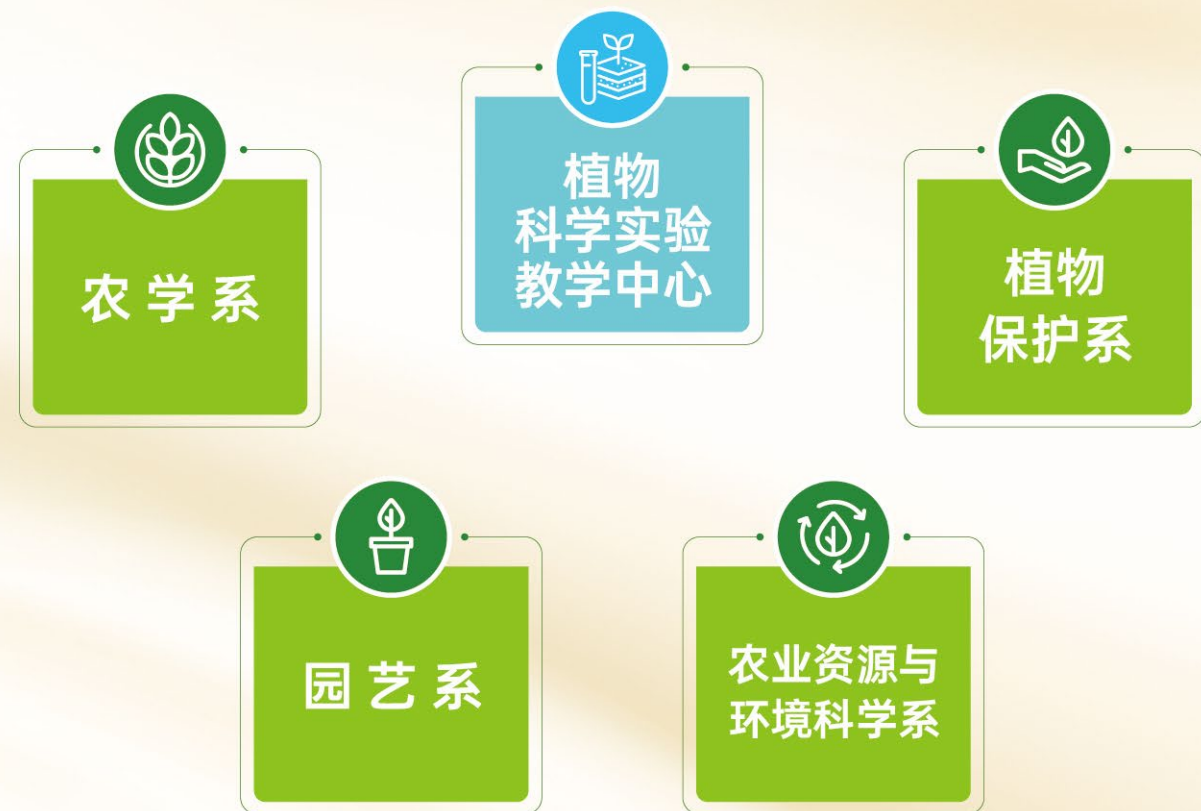 植物
科学实验
教学中心
农学系
植物
保护系
园艺系
农业资源与
环境科学系